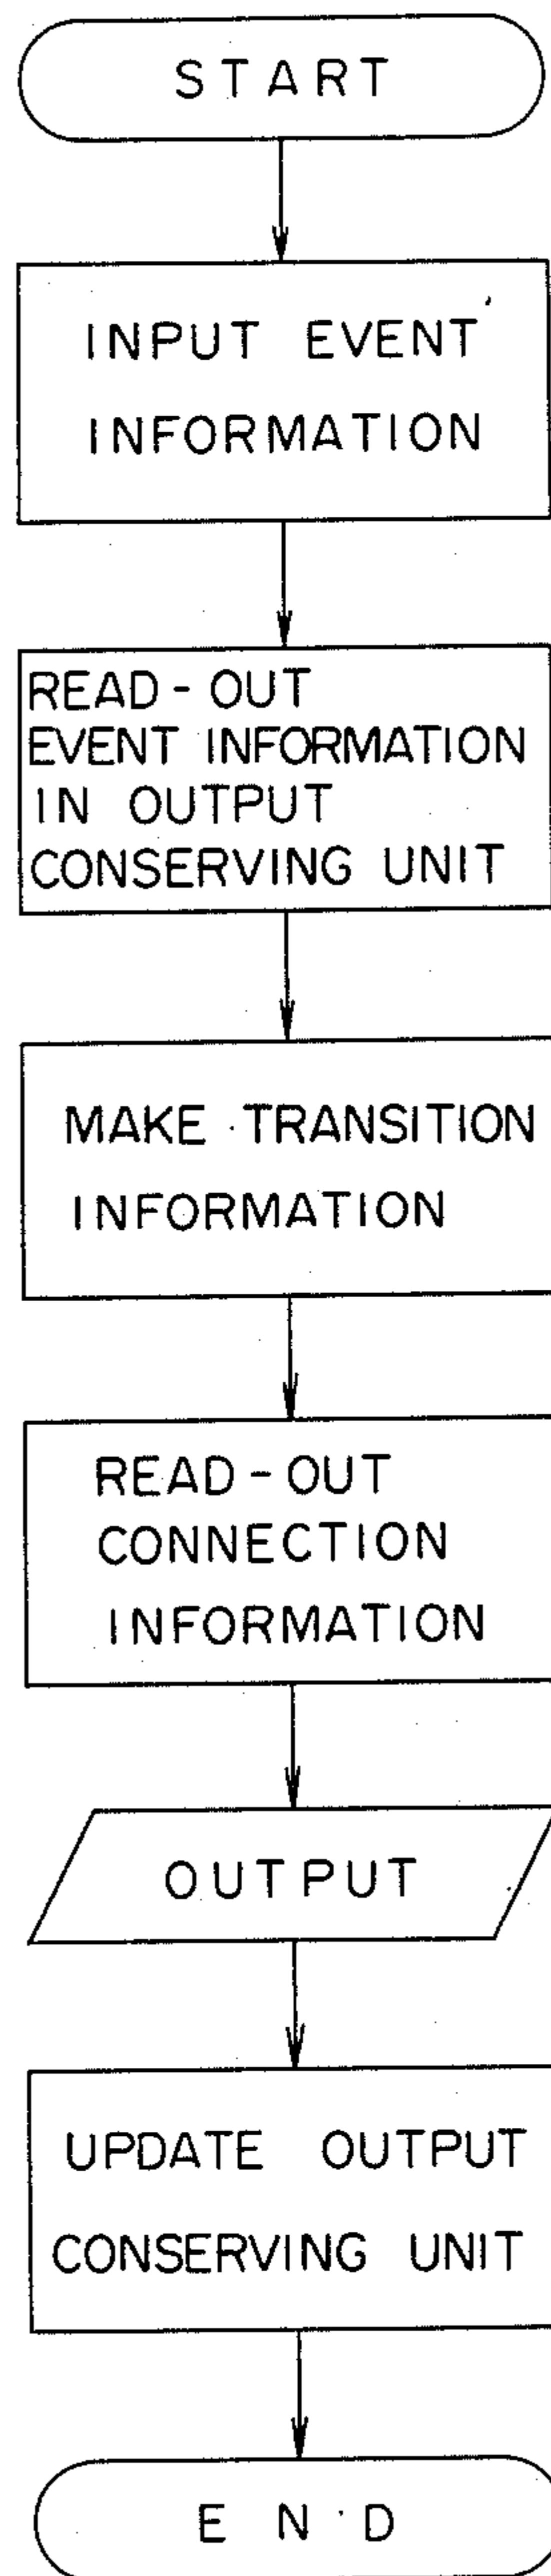 START
INPUT EVENT
INFORMATION
READ-OUT
EVENT INFORMATION
IN OUTPUT
CONSERVING UNIT
MAKE TRANSITION
INFORMATION
READ-OUT
CONNECTION
INFORMATION
OUTPUT
UPDATE OUTPUT
CONSERVING UNIT
END